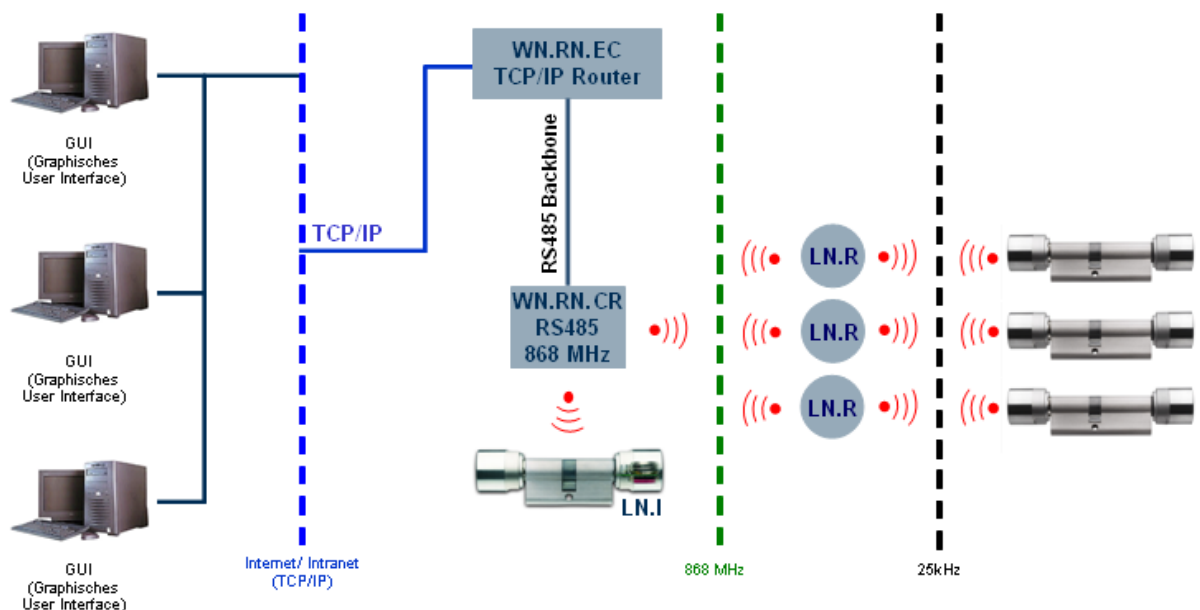 WN.RN.EC
TCP/IP Router
GUI
(Graphisches
User Interface)
RS485 Backbone
TCP/IP
WN.RN.CR
RS485
868 MHz
LN.R
LN.R
LN.R
GUI
(Graphisches
User Interface)
LN.I
GUI
(Graphisches
User Interface)
Internet/ Intranet
(TCP/IP)
868 MHz
25kHz